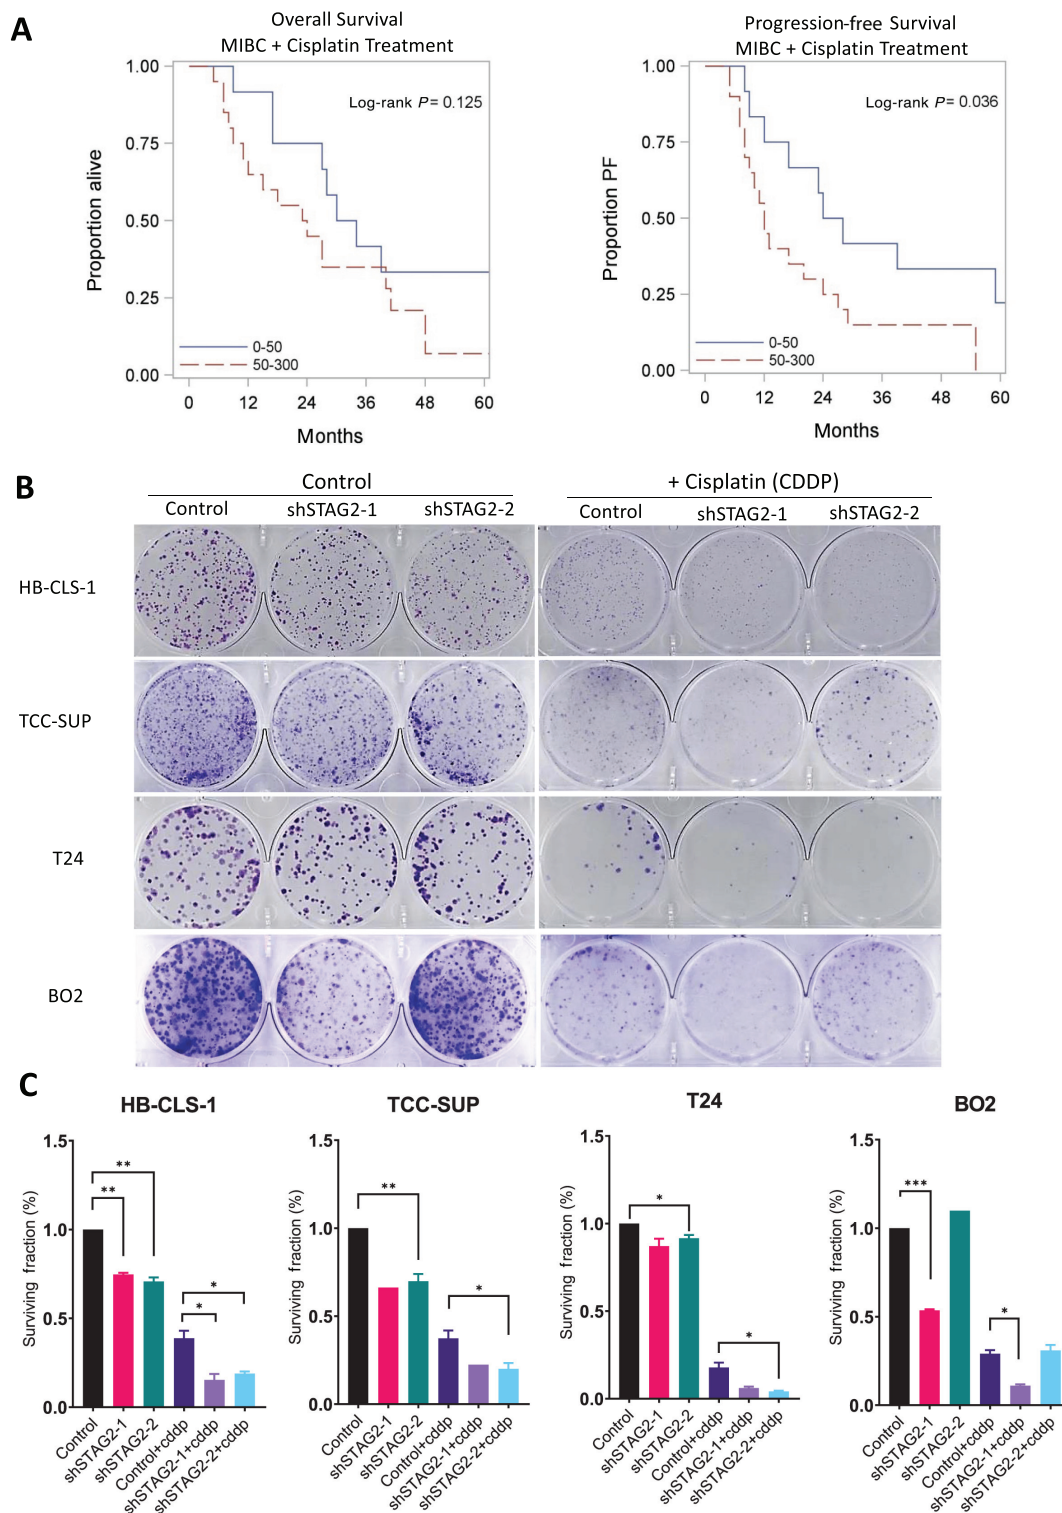 A
Overall Survival
MIBC + Cisplatin Treatment
1.00
0.75
0.50
0.25
0.00
Proportion alive
Log-rank P = 0.125
0-50
50-300
0 12 24 36 48 60
Months
Progression-free Survival
MIBC + Cisplatin Treatment
1.00
0.75
0.50
0.25
0.00
Proportion PF
Log-rank P = 0.036
0-50
50-300
0 12 24 36 48 60
Months
B
Control
+ Cisplatin (CDDP)
Control shSTAG2-1 shSTAG2-2
Control shSTAG2-1 shSTAG2-2
HB-CLS-1
TCC-SUP
T24
BO2
C
HB-CLS-1
Surviving fraction (%)
1.5
1.0
0.5
0.0
**
**
*
*
Control
shSTAG2-1
shSTAG2-2
Control+cddp
shSTAG2-1+cddp
shSTAG2-2+cddp
TCC-SUP
Surviving fraction (%)
1.5
1.0
0.5
0.0
**
*
Control
shSTAG2-1
shSTAG2-2
Control+cddp
shSTAG2-1+cddp
shSTAG2-2+cddp
T24
Surviving fraction (%)
1.5
1.0
0.5
0.0
*
*
Control
shSTAG2-1
shSTAG2-2
Control+cddp
shSTAG2-1+cddp
shSTAG2-2+cddp
BO2
Surviving fraction (%)
1.5
1.0
0.5
0.0
***
*
Control
shSTAG2-1
shSTAG2-2
Control+cddp
shSTAG2-1+cddp
shSTAG2-2+cddp